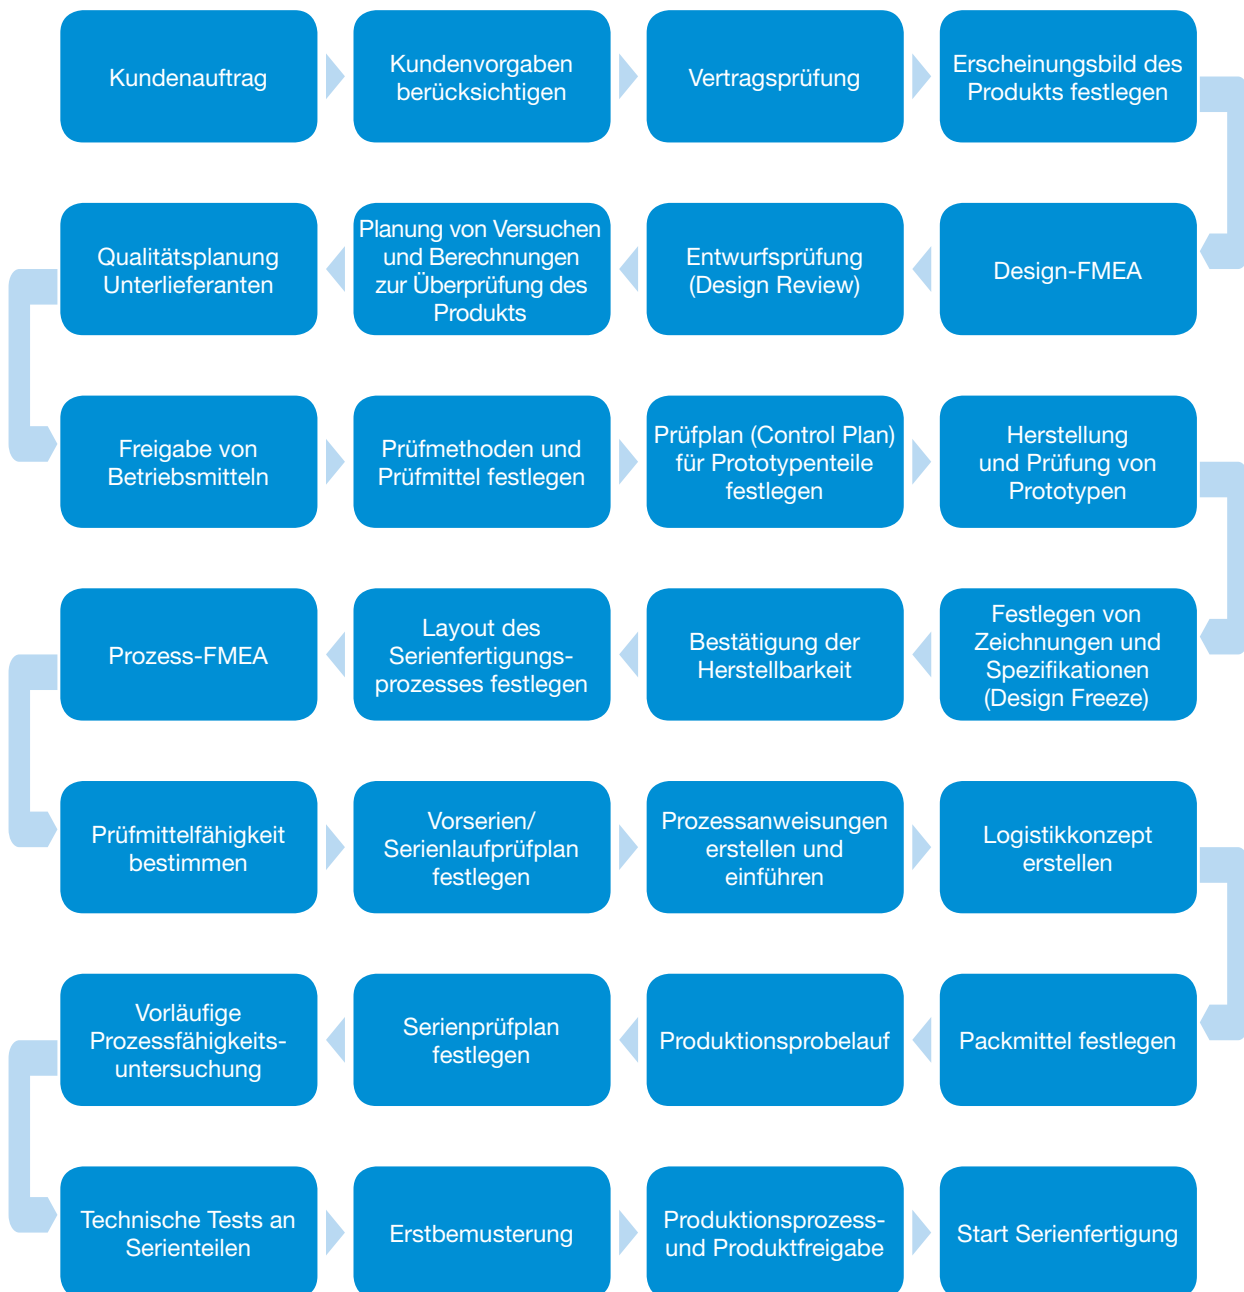 Kundenauftrag
Kundenvorgaben
berücksichtigen
Vertragsprüfung
Erscheinungsbild des
Produkts festlegen
Design-FMEA
Entwurfsprüfung
(Design Review)
Planung von Versuchen
und Berechnungen
zur Überprüfung des
Produkts
Qualitätsplanung
Unterlieferanten
Freigabe von
Betriebsmitteln
Prüfmethoden und
Prüfmittel festlegen
Prüfplan (Control Plan)
für Prototypenteile
festlegen
Herstellung
und Prüfung von
Prototypen
Festlegen von
Zeichnungen und
Spezifikationen
(Design Freeze)
Bestätigung der
Herstellbarkeit
Layout des
Serienfertigungs-
prozesses festlegen
Prozess-FMEA
Prüfmittelfähigkeit
bestimmen
Vorserien/
Serienlaufprüfplan
festlegen
Prozessanweisungen
erstellen und
einführen
Logistikkonzept
erstellen
Packmittel festlegen
Produktionsprobelauf
Serienprüfplan
festlegen
Vorläufige
Prozessfähigkeits-
untersuchung
Technische Tests an
Serienteilen
Erstbemusterung
Produktionsprozess-
und Produktfreigabe
Start Serienfertigung